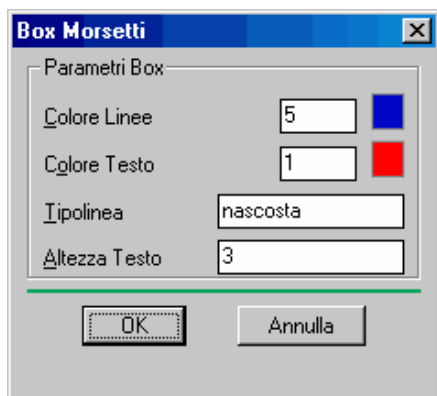 Box Morsetti
Parametri Box
Colore Linee 5
Colore Testo 1
Tipolinea nascosta
Altezza Testo 3
OK Annulla